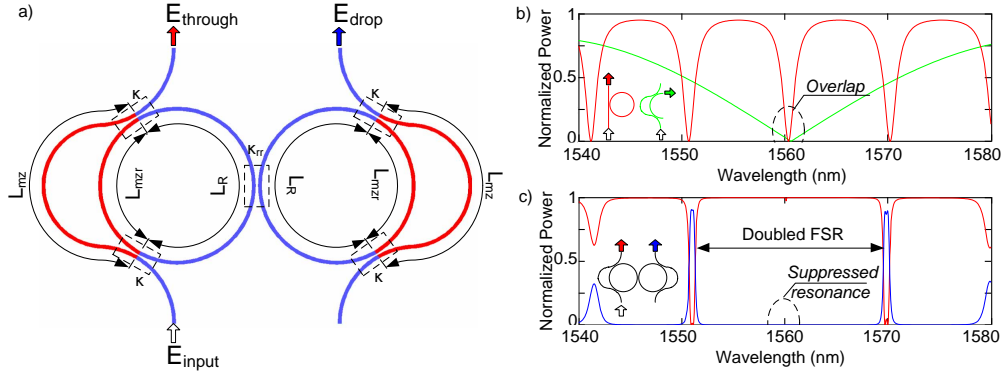 a)
E_through
E_drop
κ
κ
L_mz
L_mzr
L_R
κ_rr
L_R
L_mzr
L_mz
κ
κ
E_input
b)
Normalized Power
1
0.75
0.5
0
Overlap
1540 1550 1560 1570 1580
Wavelength (nm)
c)
Normalized Power
1
0.5
0
Doubled FSR
Suppressed
resonance
1540 1550 1560 1570 1580
Wavelength (nm)